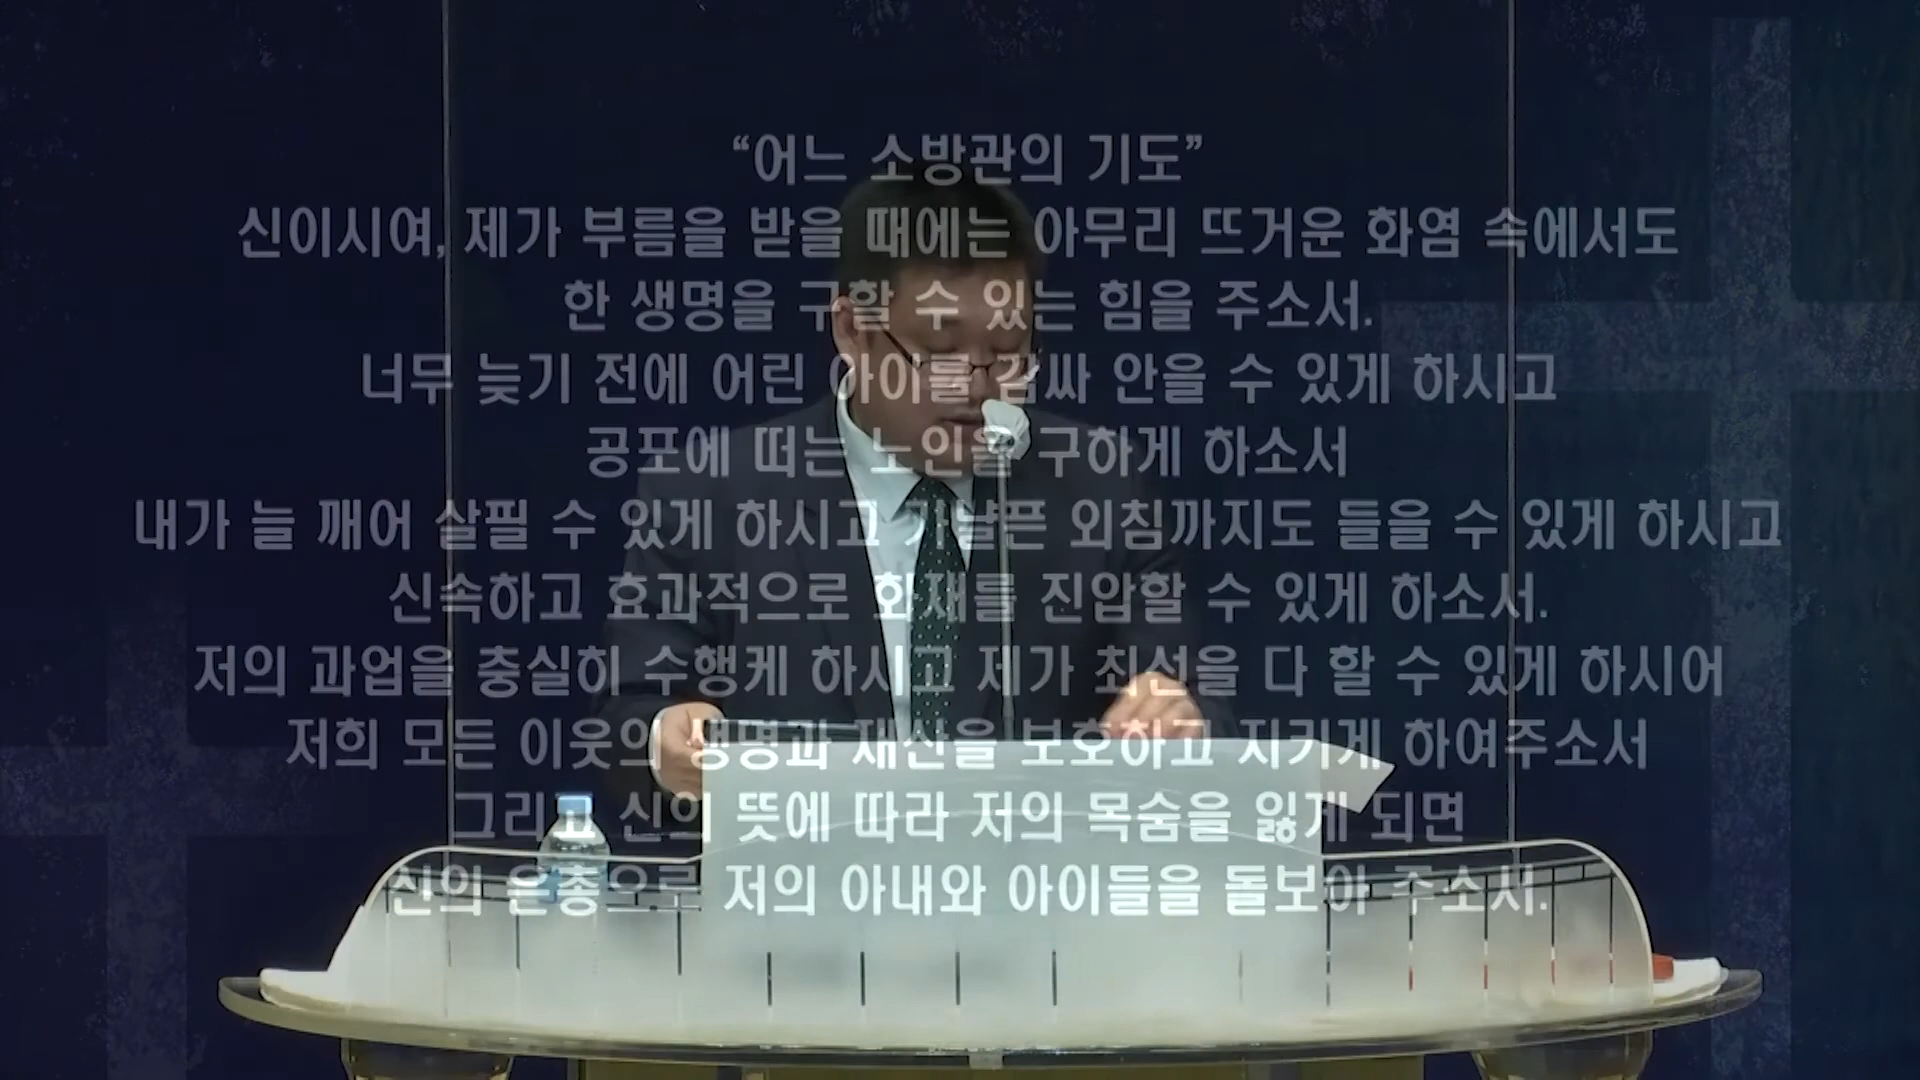 “어느 소방관의 기도”
신이시여, 제가 부름을 받을 때에는 아무리 뜨거운 화염 속에서도
한 생명을 구할 수 있는 힘을 주소서.
너무 늦기 전에 어린 아이를 감싸 안을 수 있게 하시고
공포에 떠는 노인을 구하게 하소서
내가 늘 깨어 살필 수 있게 하시고 가냘픈 외침까지도 들을 수 있게 하시고
신속하고 효과적으로 화재를 진압할 수 있게 하소서.
저의 과업을 충실히 수행케 하시고 제가 최선을 다 할 수 있게 하시어
저희 모든 이웃의 생명과 재산을 보호하고 지키게 하여주소서
그리고 신의 뜻에 따라 저의 목숨을 잃게 되면
신의 은총으로 저의 아내와 아이들을 돌보아 주소서.